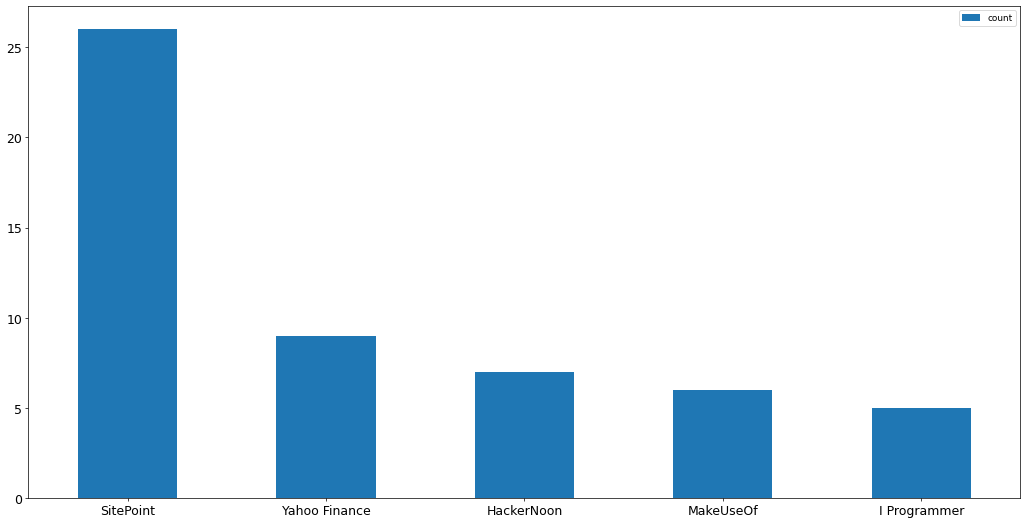 count
25
20
15
10
5
0
SitePoint
Yahoo Finance
HackerNoon
MakeUseOf
I Programmer